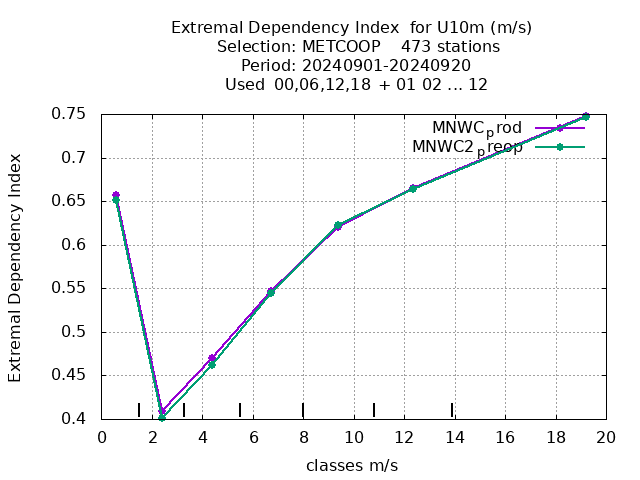 Extremal Dependency Index  for U10m (m/s)
Selection: METCOOP    473 stations
Period: 20240901-20240920
Used  00,06,12,18  + 01 02 ... 12
MNWCprod
MNWC2preop
Extremal Dependency Index
0.75
0.7
0.65
0.6
0.55
0.5
0.45
0.4
0 2 4 6 8 10 12 14 16 18 20
classes m/s